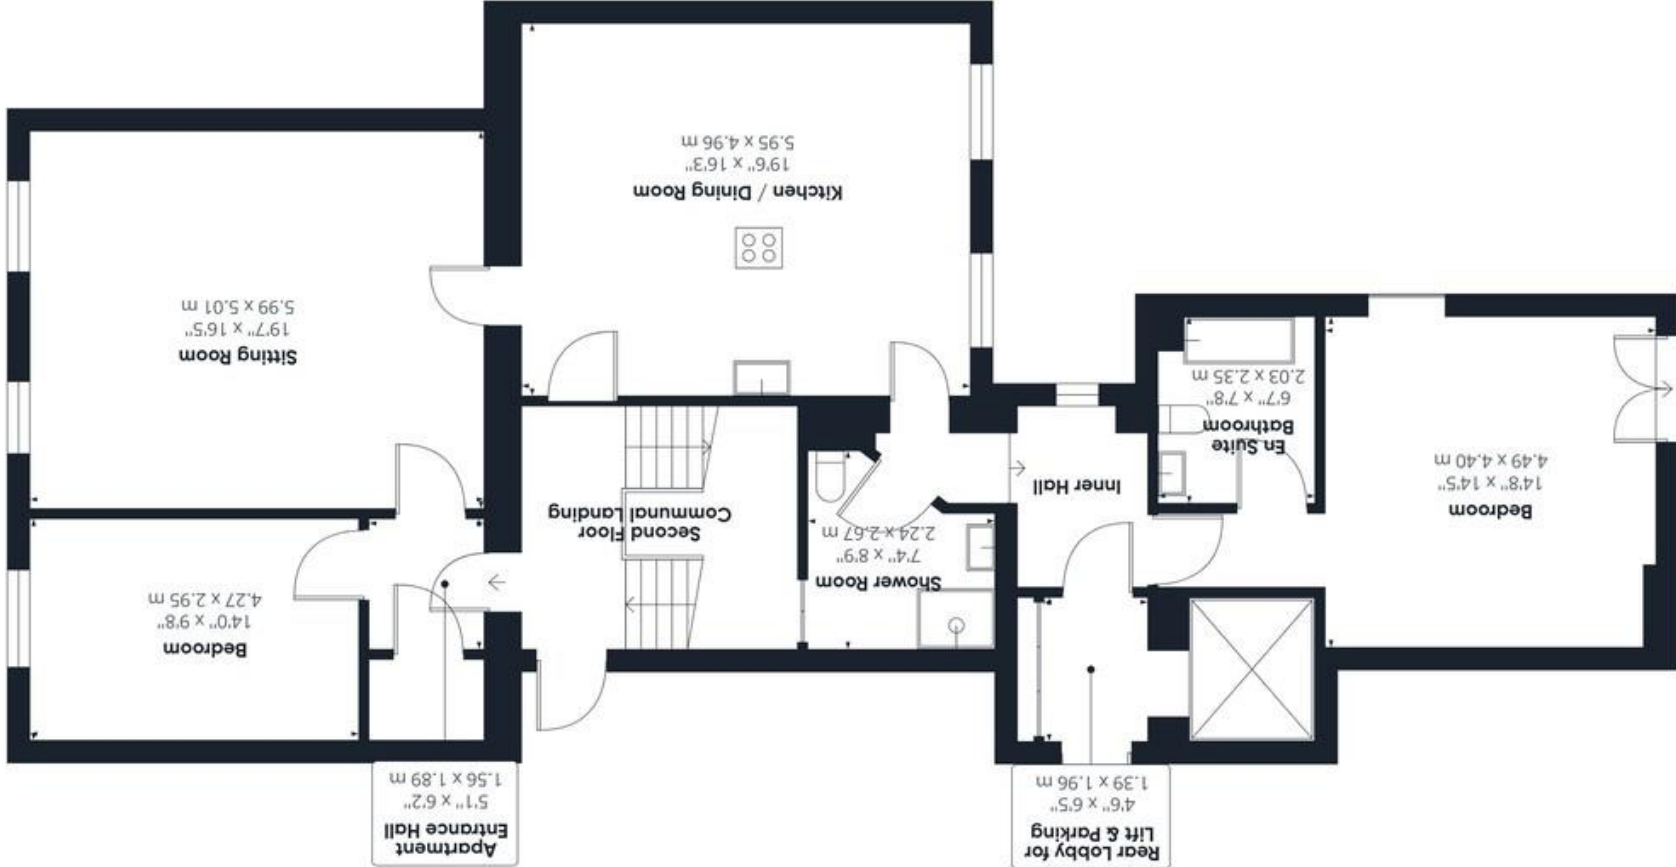 Rear Lobby for
Lift & Parking
4'6" x 6'5"
1.39 x 1.96 m
Apartment
Entrance Hall
5'1" x 6'2"
1.56 x 1.89 m
Bedroom
14'0" x 9'8"
4.27 x 2.95 m
Shower Room
7'4" x 8'9"
2.24 x 2.67 m
Second Floor
Communal Landing
Bedroom
14'8" x 14'5"
4.49 x 4.40 m
Inner Hall
En Suite
Bathroom
6'7" x 7'8"
2.03 x 2.35 m
Sitting Room
19'7" x 16'5"
5.99 x 5.01 m
Kitchen / Dining Room
19'6" x 16'3"
5.95 x 4.96 m